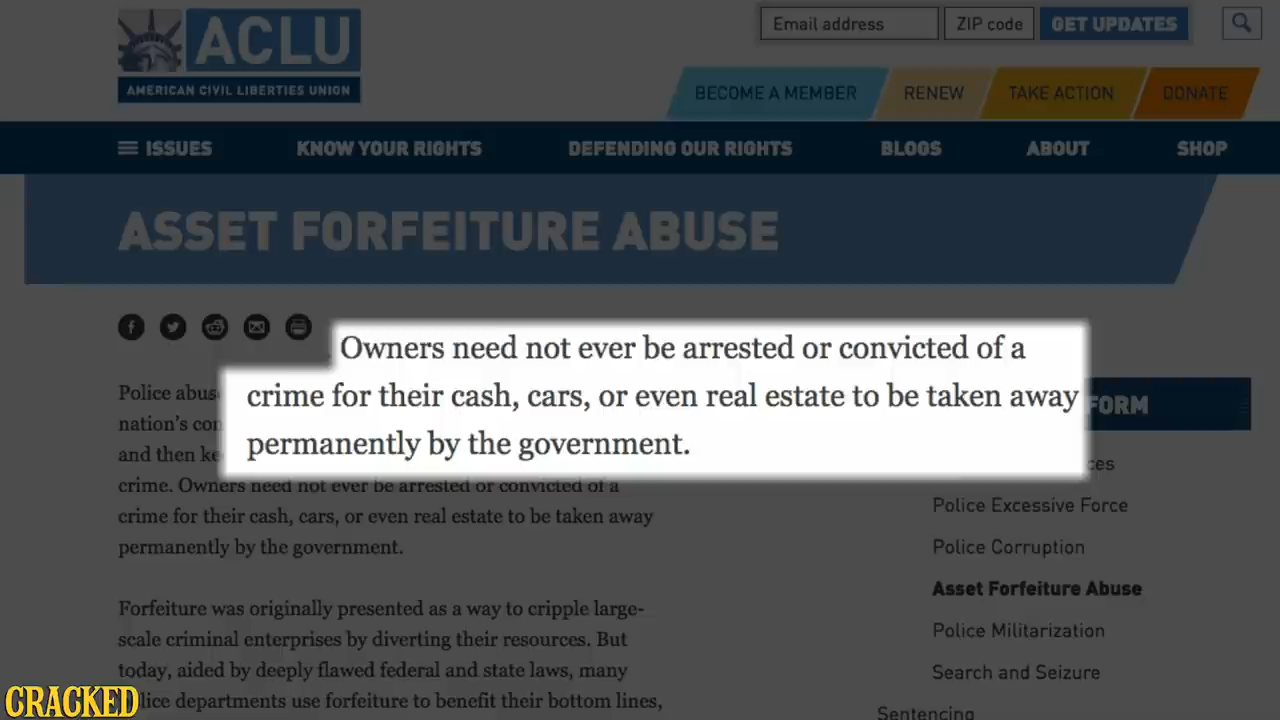 ACLU
AMERICAN CIVIL LIBERTIES UNION
Email address
ZIP code
GET UPDATES
BECOME A MEMBER
RENEW
TAKE ACTION
DONATE
ISSUES
KNOW YOUR RIGHTS
DEFENDING OUR RIGHTS
BLOGS
ABOUT
SHOP
ASSET FORFEITURE ABUSE
Owners need not ever be arrested or convicted of a
crime for their cash, cars, or even real estate to be taken away
permanently by the government.
Police
nation's
and then
crime. Owners need not ever be arrested or convicted of a
crime for their cash, cars, or even real estate to be taken away
permanently by the government.
Forfeiture was originally presented as a way to cripple large-
scale criminal enterprises by diverting their resources. But
today, aided by deeply flawed federal and state laws, many
departments use forfeiture to benefit their bottom lines,
Police Excessive Force
Police Corruption
Asset Forfeiture Abuse
Police Militarization
Search and Seizure
Sentencing
CRACKED